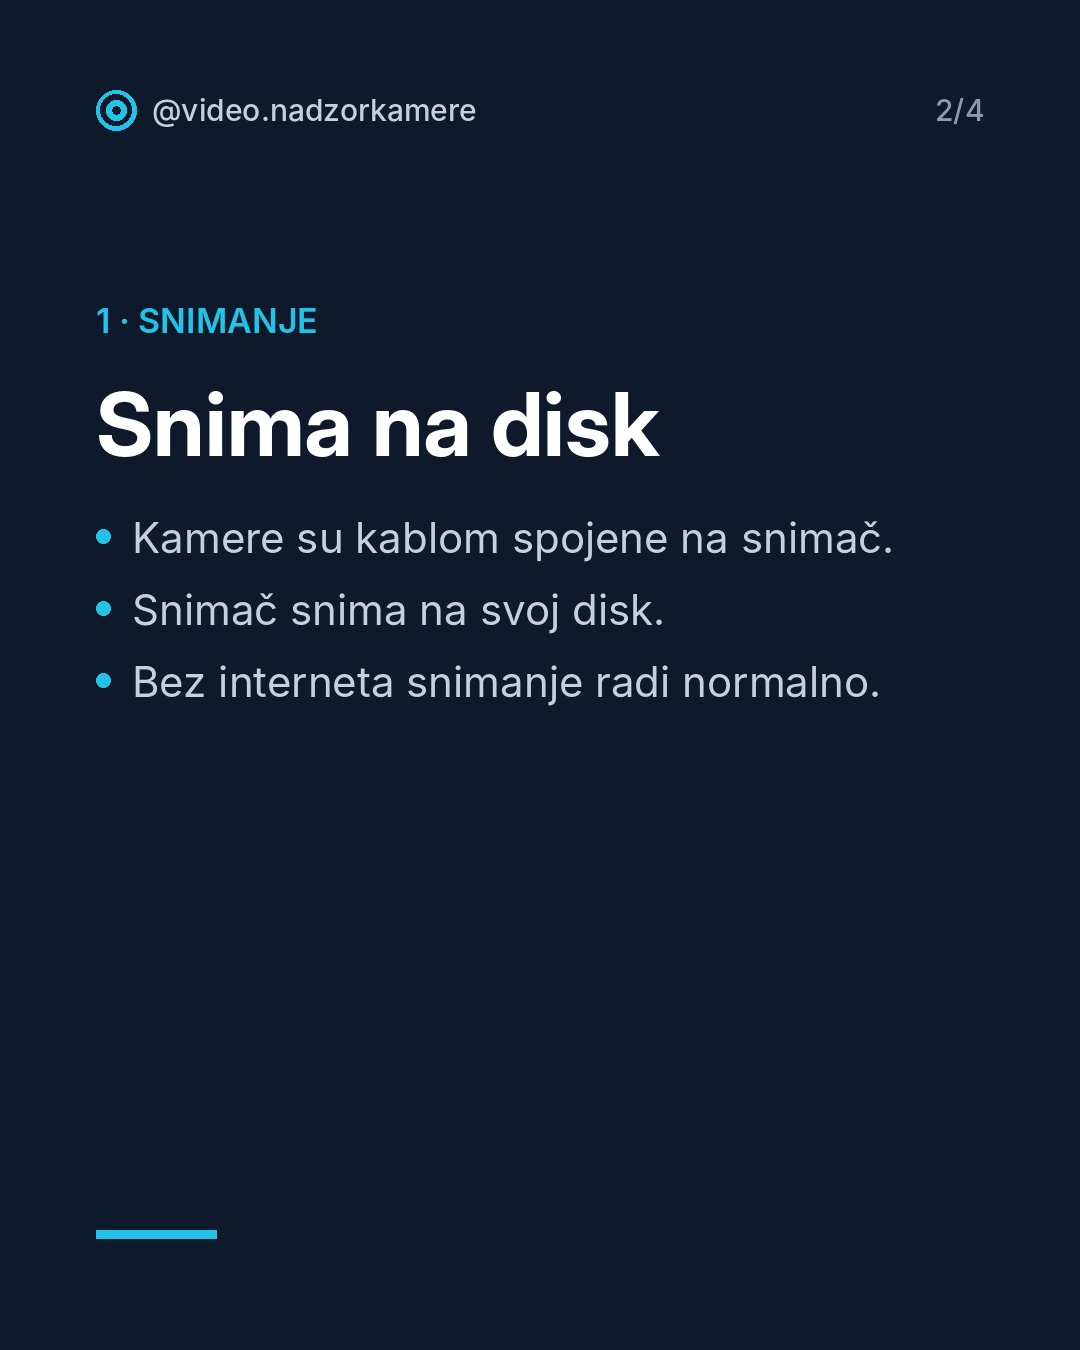 @video.nadzorkamere
2/4
1 · SNIMANJE
Snima na disk
• Kamere su kablom spojene na snimač.
• Snimač snima na svoj disk.
• Bez interneta snimanje radi normalno.